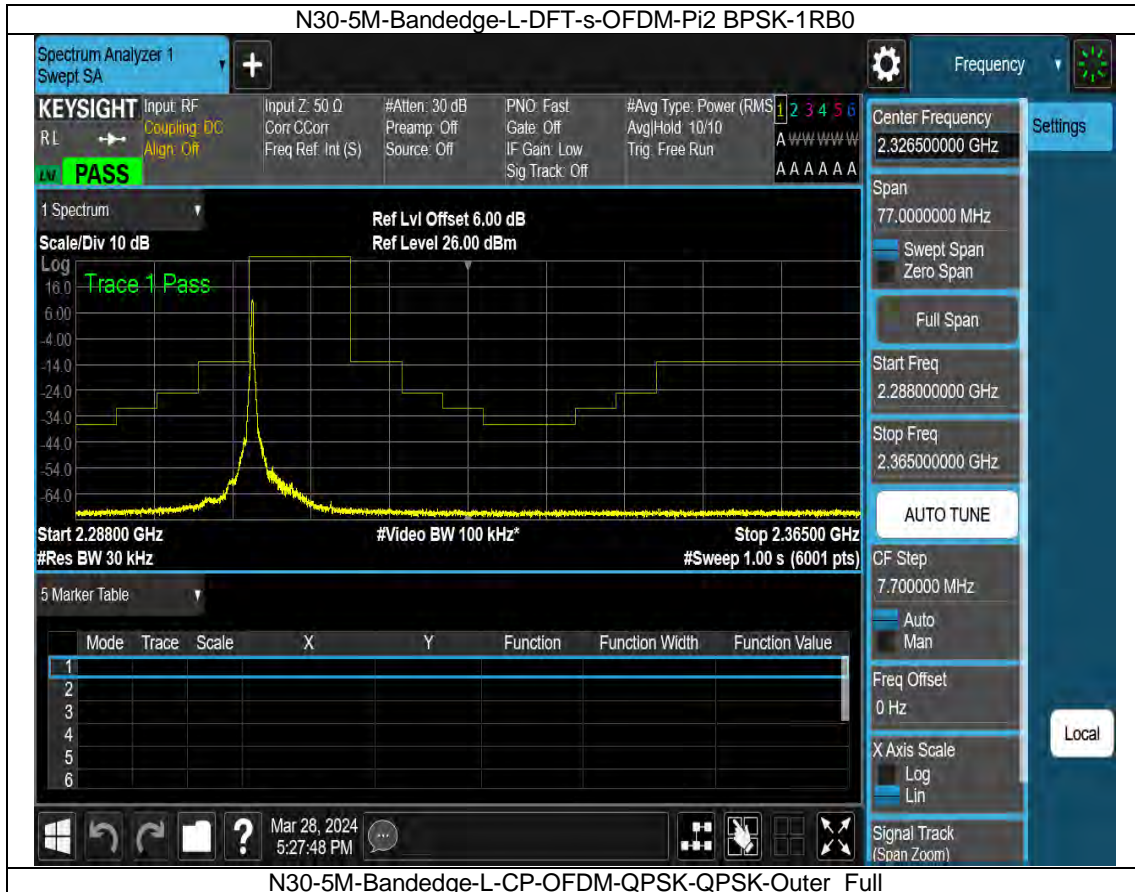 N30-5M-Bandedge-L-DFT-s-OFDM-Pi2 BPSK-1RB0
Spectrum Analyzer 1
Swept SA
Frequency
KEYSIGHT
RL
PASS
Input: RF
Coupling: DC
Align: Off
Input Z: 50 Ω
Corr CCorr
Freq Ref: Int (S)
#Atten: 30 dB
Preamp: Off
Source: Off
PNO: Fast
Gate: Off
IF Gain: Low
Sig Track: Off
#Avg Type: Power (RMS
Avg|Hold: 10/10
Trig: Free Run
1 2 3 4 5 6
A W W W W W
A A A A A A
1 Spectrum
Scale/Div 10 dB
Ref Lvl Offset 6.00 dB
Ref Level 26.00 dBm
Log
Trace 1 Pass
16.0
6.00
-4.00
-14.0
-24.0
-34.0
-44.0
-54.0
-64.0
Start 2.28800 GHz
#Video BW 100 kHz*
Stop 2.36500 GHz
#Res BW 30 kHz
#Sweep 1.00 s (6001 pts)
5 Marker Table
Mode Trace Scale X Y Function Function Width Function Value
1
2
3
4
5
6
Center Frequency
2.326500000 GHz
Settings
Span
77.0000000 MHz
Swept Span
Zero Span
Full Span
Start Freq
2.288000000 GHz
Stop Freq
2.365000000 GHz
AUTO TUNE
CF Step
7.700000 MHz
Auto
Man
Freq Offset
0 Hz
X Axis Scale
Log
Lin
Local
Signal Track
(Span Zoom)
?
Mar 28, 2024
5:27:48 PM
N30-5M-Bandedge-L-CP-OFDM-QPSK-QPSK-Outer_Full